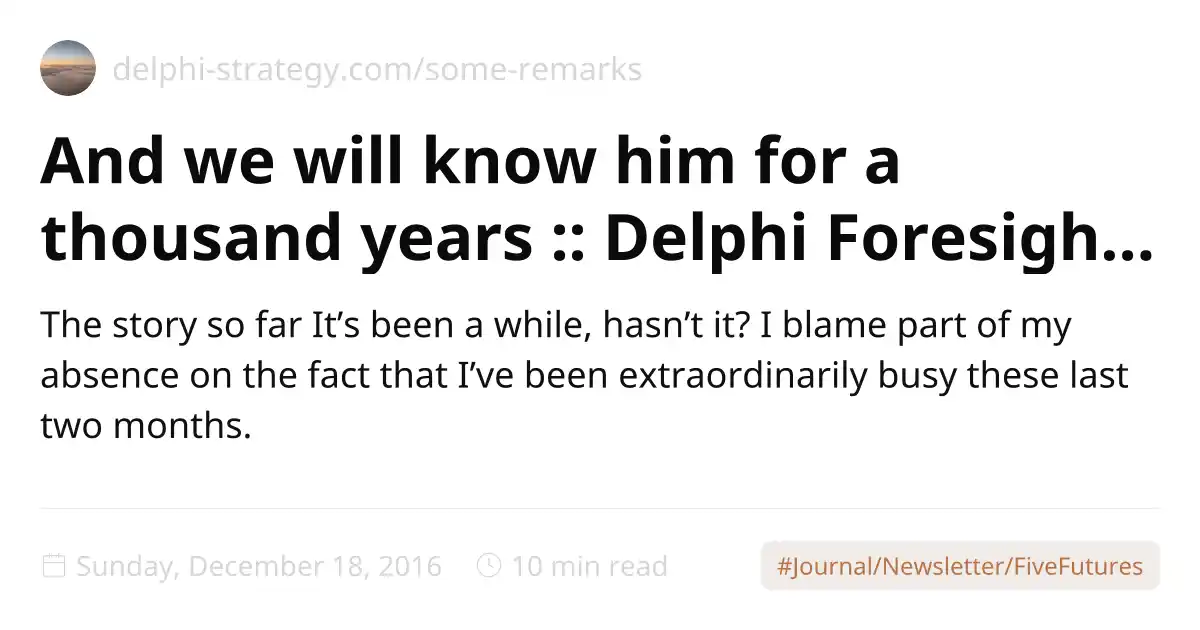 delphi-strategy.com/some-remarks
And we will know him for a
thousand years :: Delphi Foresigh...
The story so far It’s been a while, hasn’t it? I blame part of my
absence on the fact that I’ve been extraordinarily busy these last
two months.
Sunday, December 18, 2016 10 min read #Journal/Newsletter/FiveFutures